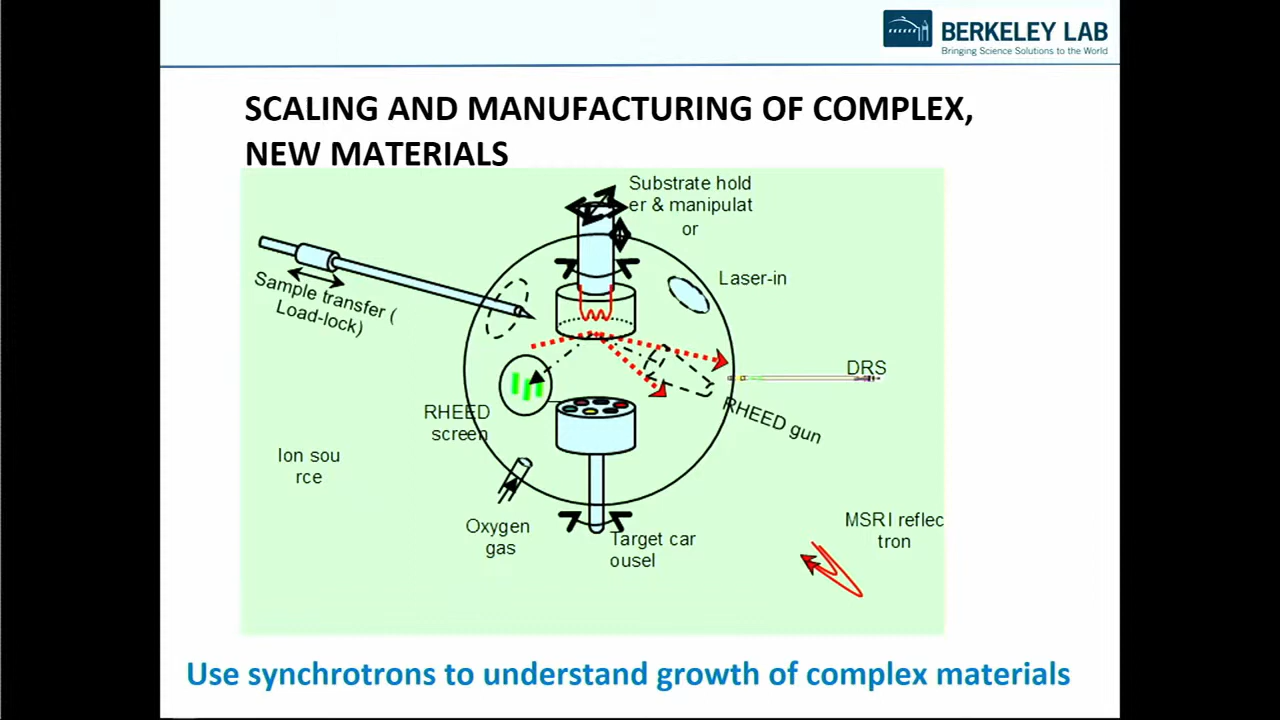 BERKELEY LAB
Bringing Science Solutions to the World
SCALING AND MANUFACTURING OF COMPLEX,
NEW MATERIALS
Substrate hold
er & manipulat
or
Laser-in
Sample transfer (
Load-lock)
DRS
RHEED gun
RHEED
screen
Ion sou
rce
Oxygen
gas
Target car
ousel
MSRI reflec
tron
Use synchrotrons to understand growth of complex materials